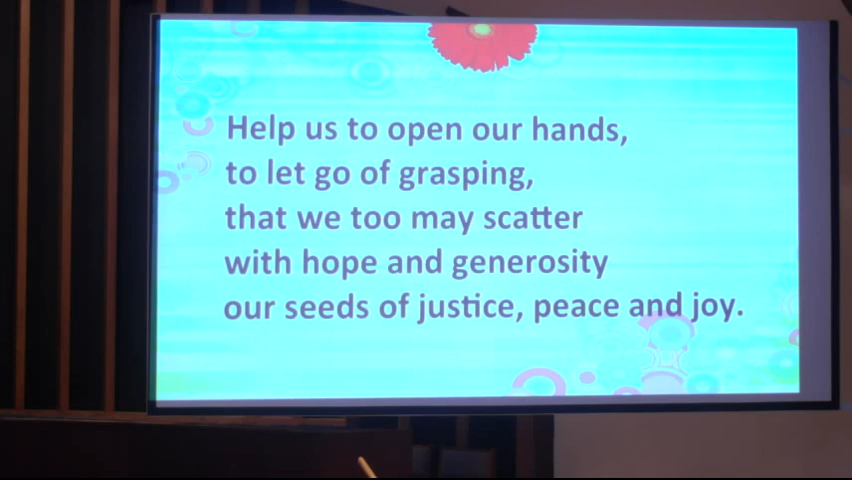 Help us to open our hands,
to let go of grasping,
that we too may scatter
with hope and generosity
our seeds of justice, peace and joy.